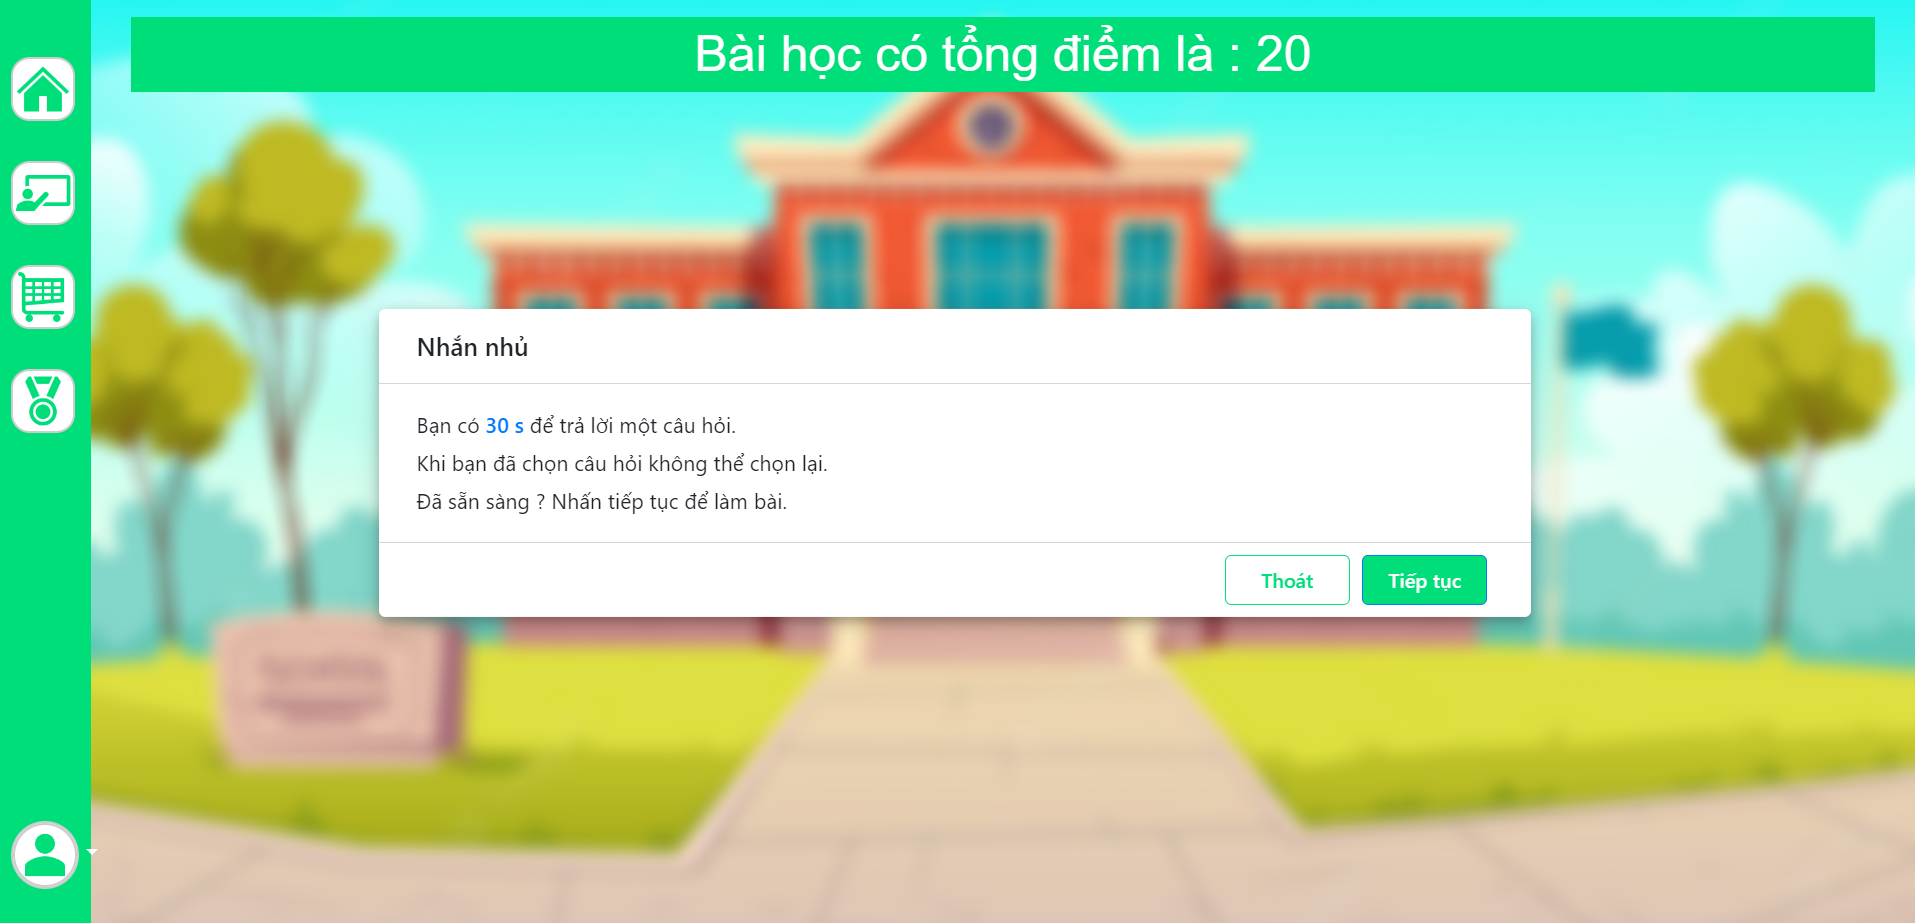 Bài học có tổng điểm là : 20
Nhắn nhủ
Bạn có 30 s để trả lời một câu hỏi.
Khi bạn đã chọn câu hỏi không thể chọn lại.
Đã sẵn sàng ? Nhấn tiếp tục để làm bài.
Thoát
Tiếp tục